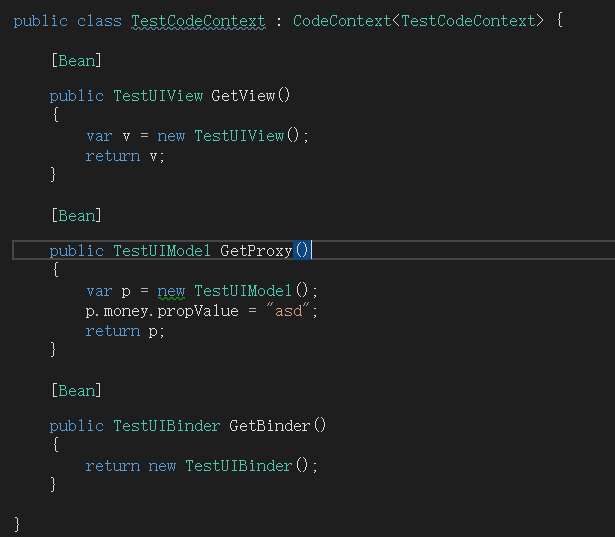 public class TestCodeContext : CodeContext<TestCodeContext> {
[Bean]
public TestUIView GetView()
{
var v = new TestUIView();
return v;
}
[Bean]
public TestUIModel GetProxy()
{
var p = new TestUIModel();
p.money.propValue = "asd";
return p;
}
[Bean]
public TestUIBinder GetBinder()
{
return new TestUIBinder();
}
}